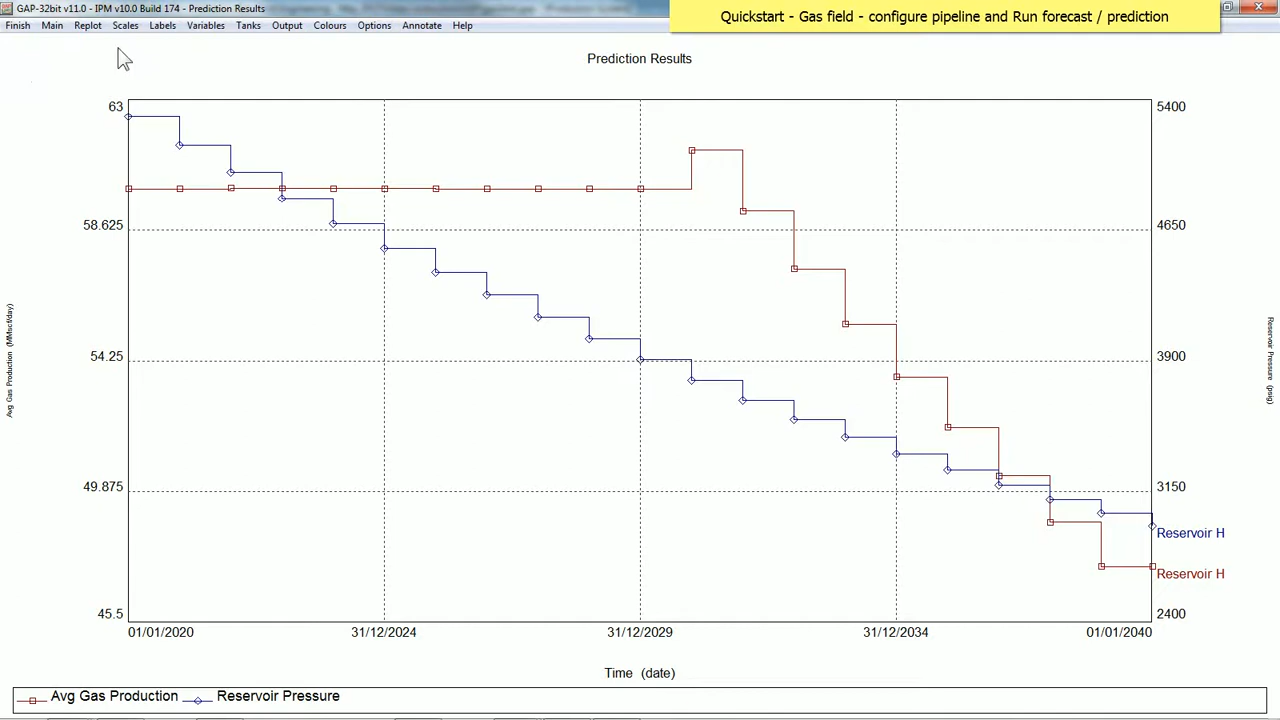 GAP-32bit v11.0 - IPM v10.0 Build 174 - Prediction Results
Quickstart - Gas field - configure pipeline and Run forecast / prediction
Finish Main Replot Scales Labels Variables Tanks Output Colours Options Annotate Help
Prediction Results
63
58.625
54.25
49.875
45.5
5400
4650
3900
3150
2400
Avg Gas Production (MMscf/day)
Reservoir Pressure (psig)
Reservoir H
Reservoir H
01/01/2020 31/12/2024 31/12/2029 31/12/2034 01/01/2040
Time (date)
Avg Gas Production Reservoir Pressure